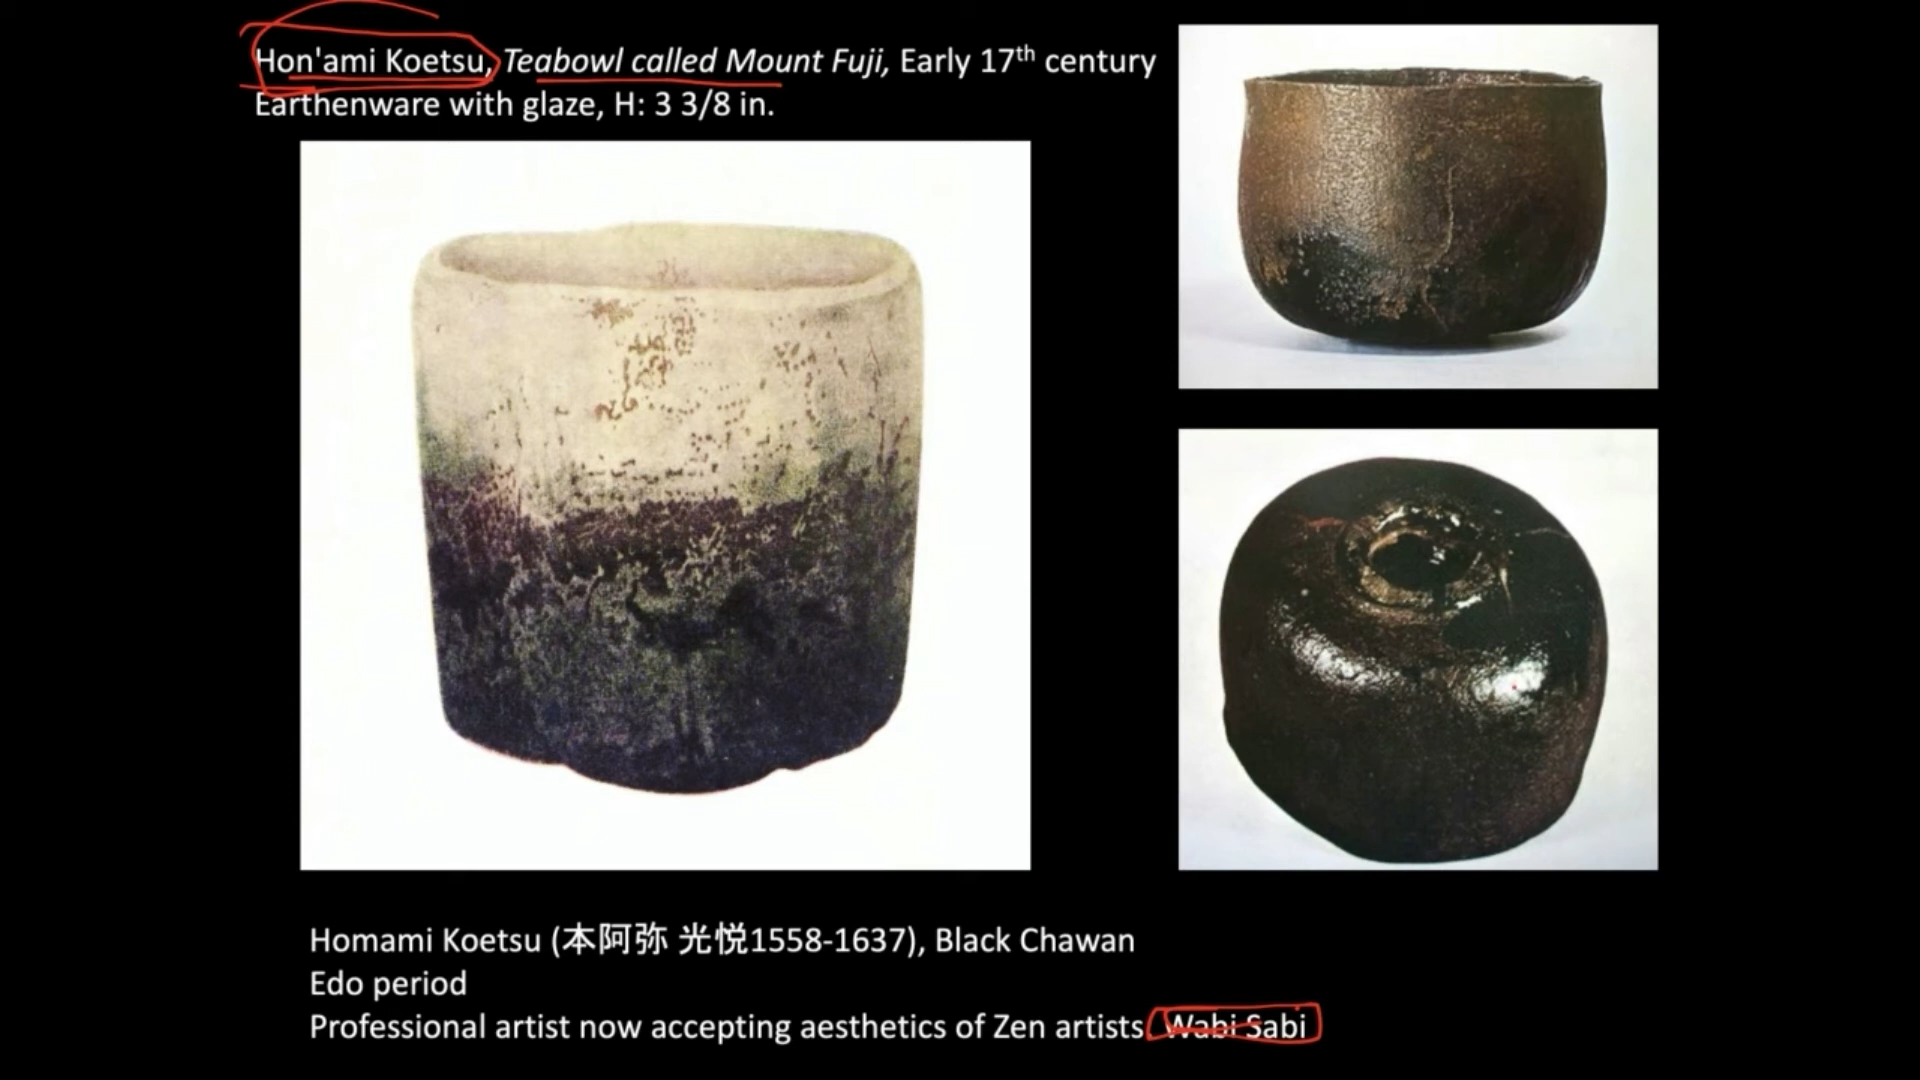 Hon'ami Koetsu, Teabowl called Mount Fuji, Early 17th century
Earthenware with glaze, H: 3 3/8 in.
Homami Koetsu (本阿弥 光悦1558-1637), Black Chawan
Edo period
Professional artist now accepting aesthetics of Zen artists Wabi Sabi